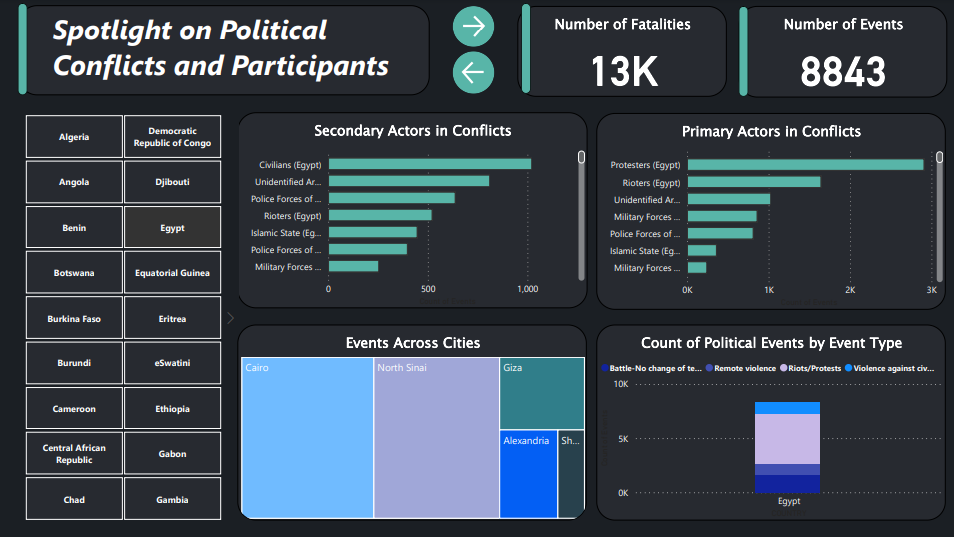 Spotlight on Political
Conflicts and Participants
Number of Fatalities
13K
Number of Events
8843
Algeria
Democratic
Republic of Congo
Angola
Djibouti
Benin
Egypt
Botswana
Equatorial Guinea
Burkina Faso
Eritrea
Burundi
eSwatini
Cameroon
Ethiopia
Central African
Republic
Gabon
Chad
Gambia
Secondary Actors in Conflicts
Civilians (Egypt)
Unidentified Ar...
Police Forces of ...
Rioters (Egypt)
Islamic State (Eg...
Police Forces of ...
Military Forces ...
0
500
1,000
Primary Actors in Conflicts
Protesters (Egypt)
Rioters (Egypt)
Unidentified Ar...
Military Forces ...
Police Forces of ...
Islamic State (Eg...
Military Forces ...
0K
1K
2K
3K
Events Across Cities
Cairo
North Sinai
Giza
Alexandria
Sh...
Count of Political Events by Event Type
Battle-No change of te...
Remote violence
Riots/Protests
Violence against civ...
10K
5K
0K
Egypt